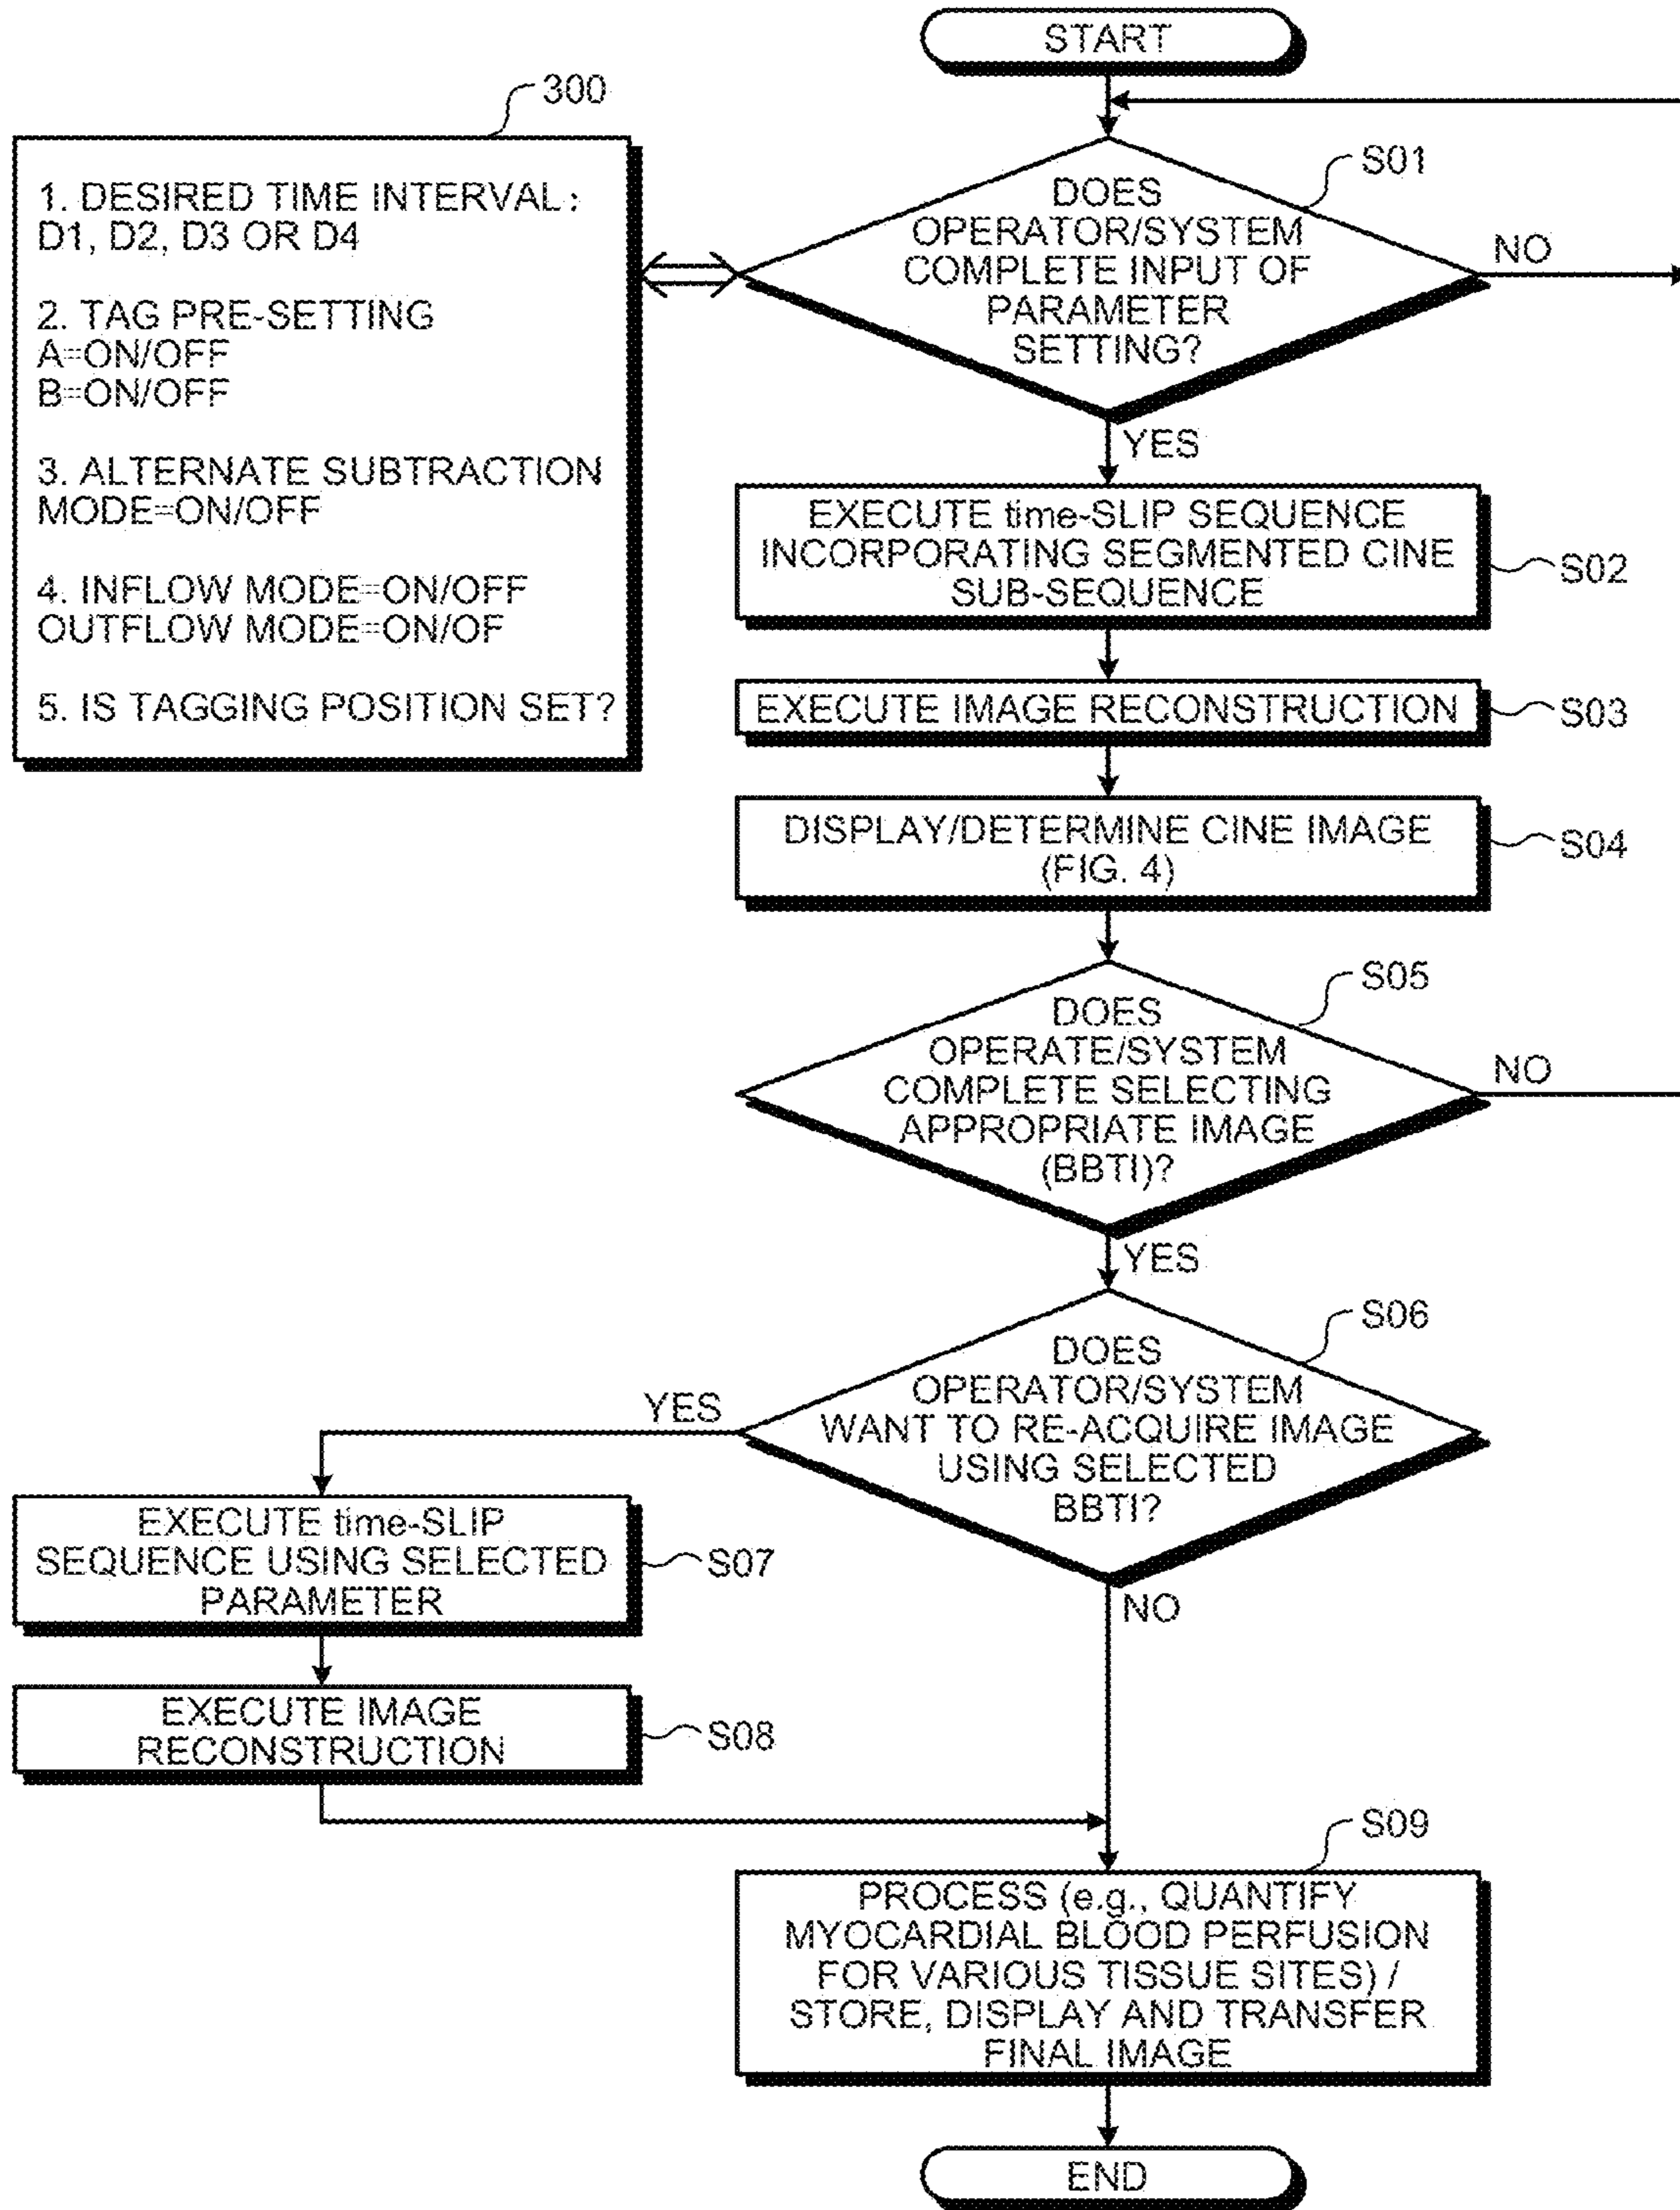 START
300
1. DESIRED TIME INTERVAL:
D1, D2, D3 OR D4
2. TAG PRE-SETTING
A=ON/OFF
B=ON/OFF
3. ALTERNATE SUBTRACTION
MODE=ON/OFF
4. INFLOW MODE=ON/OFF
OUTFLOW MODE=ON/OF
5. IS TAGGING POSITION SET?
S01
DOES
OPERATOR/SYSTEM
COMPLETE INPUT OF
PARAMETER
SETTING?
NO
YES
EXECUTE time-SLIP SEQUENCE
INCORPORATING SEGMENTED CINE
SUB-SEQUENCE
S02
EXECUTE IMAGE RECONSTRUCTION
S03
DISPLAY/DETERMINE CINE IMAGE
(FIG. 4)
S04
S05
DOES
OPERATE/SYSTEM
COMPLETE SELECTING
APPROPRIATE IMAGE
(BBTI)?
NO
YES
S06
DOES
OPERATOR/SYSTEM
WANT TO RE-ACQUIRE IMAGE
USING SELECTED
BBTI?
YES
NO
EXECUTE time-SLIP
SEQUENCE USING SELECTED
PARAMETER
S07
EXECUTE IMAGE
RECONSTRUCTION
S08
S09
PROCESS (e.g., QUANTIFY
MYOCARDIAL BLOOD PERFUSION
FOR VARIOUS TISSUE SITES) /
STORE, DISPLAY AND TRANSFER
FINAL IMAGE
END